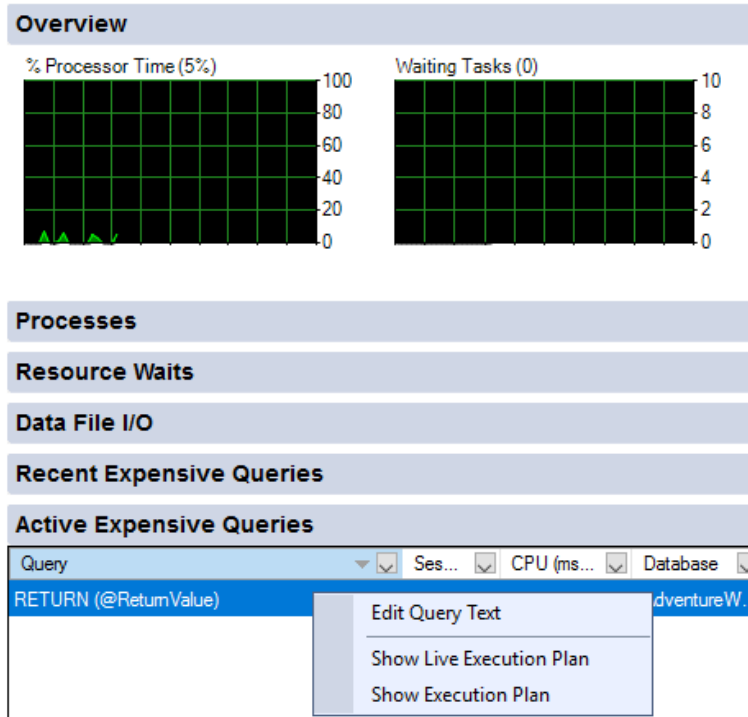 Overview
% Processor Time (5%)
100
80
60
40
20
0
Waiting Tasks (0)
10
8
6
4
2
0
Processes
Resource Waits
Data File I/O
Recent Expensive Queries
Active Expensive Queries
Query Ses... CPU (ms... Database
RETURN (@ReturnValue) dventureW...
Edit Query Text
Show Live Execution Plan
Show Execution Plan